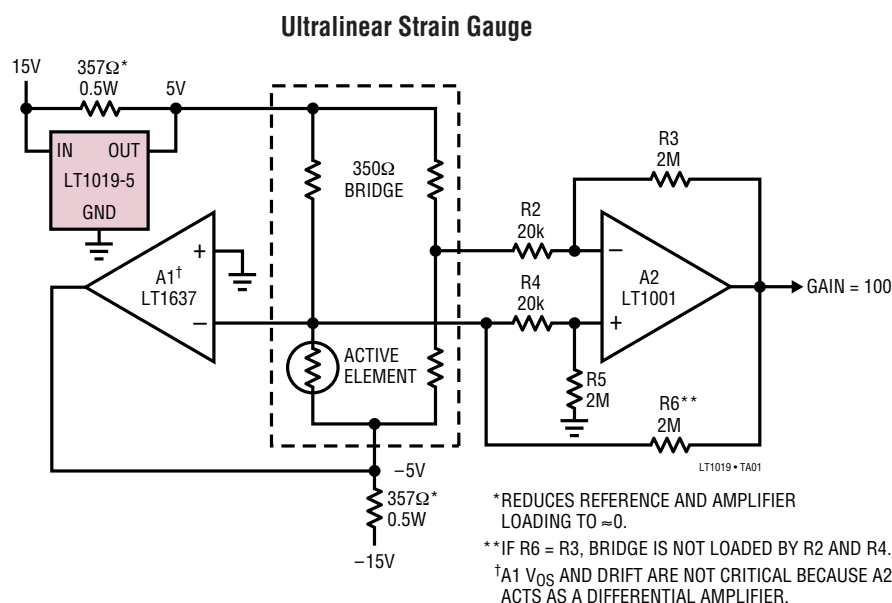 Ultralinear Strain Gauge
15V
357Ω*
0.5W
5V
IN OUT
LT1019-5
GND
350Ω
BRIDGE
R3
2M
R2
20k
A1†
LT1637
+
–
R4
20k
–
A2
LT1001
+
GAIN = 100
ACTIVE
ELEMENT
R5
2M
R6**
2M
LT1019 • TA01
–5V
357Ω*
0.5W
–15V
*REDUCES REFERENCE AND AMPLIFIER
LOADING TO ≈0.
**IF R6 = R3, BRIDGE IS NOT LOADED BY R2 AND R4.
†A1 VOS AND DRIFT ARE NOT CRITICAL BECAUSE A2
ACTS AS A DIFFERENTIAL AMPLIFIER.